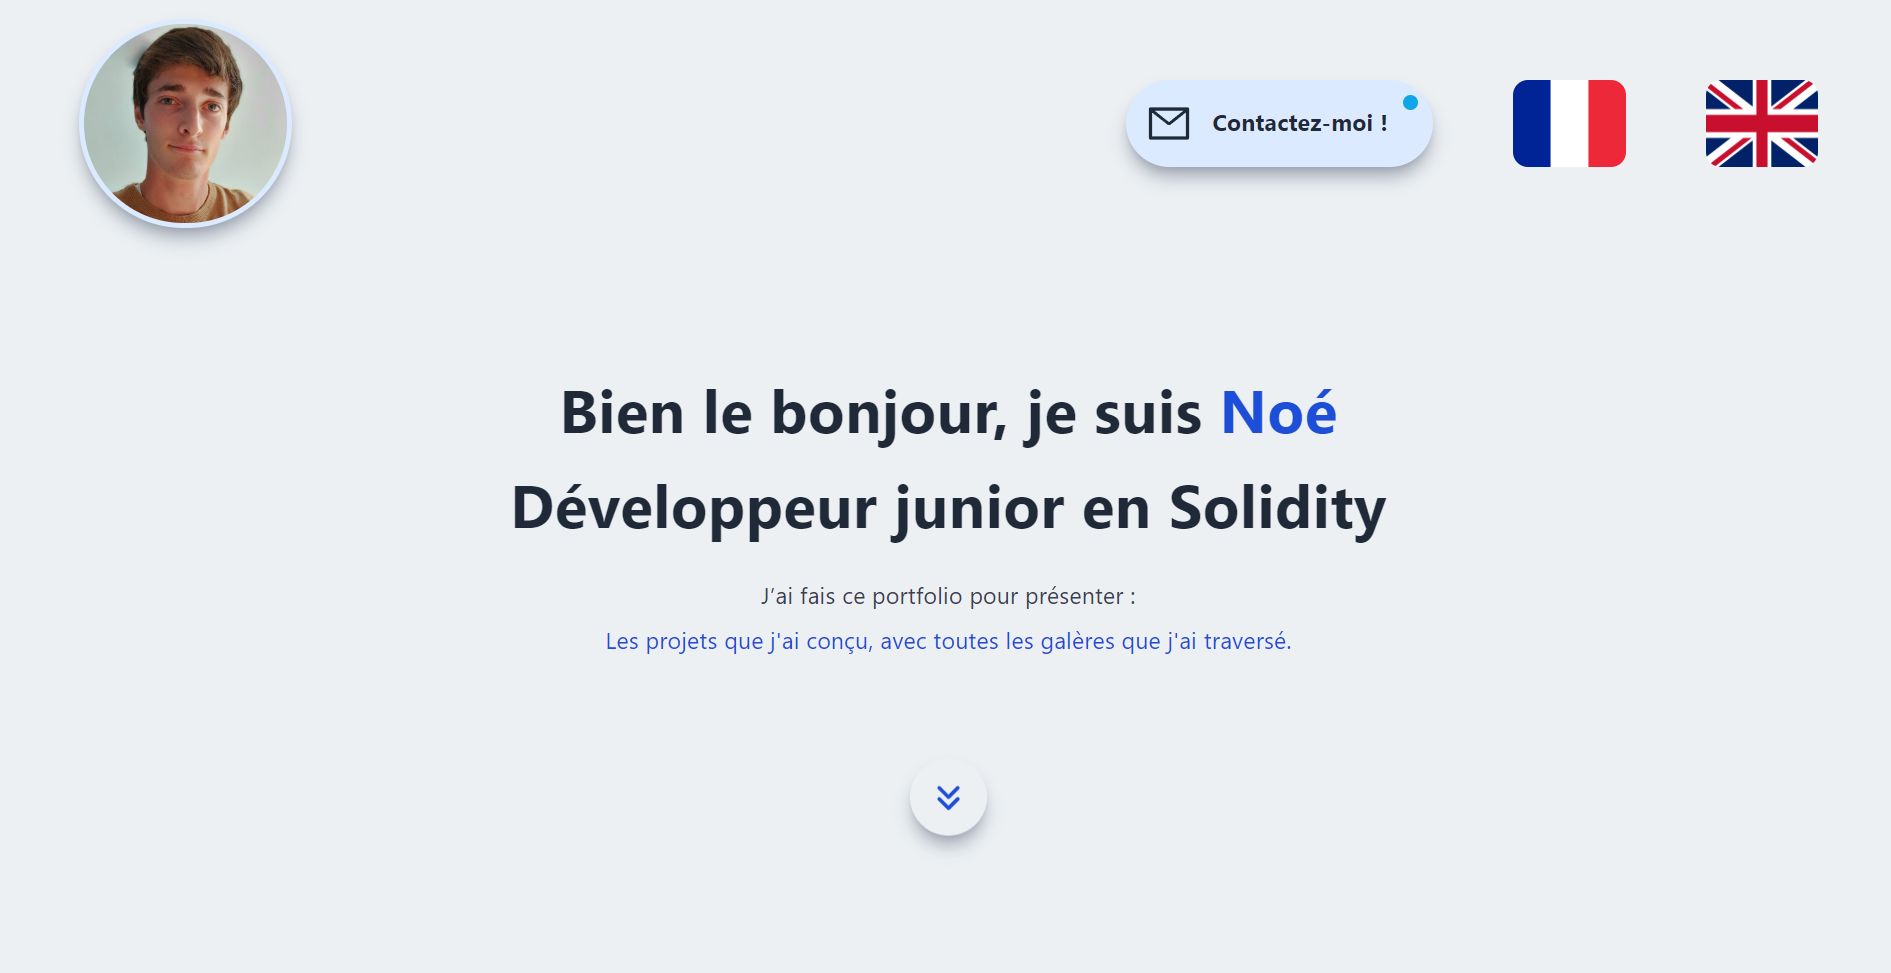 Contactez-moi !
Bien le bonjour, je suis Noé
Développeur junior en Solidity
J’ai fais ce portfolio pour présenter :
Les projets que j'ai conçu, avec toutes les galères que j'ai traversé.